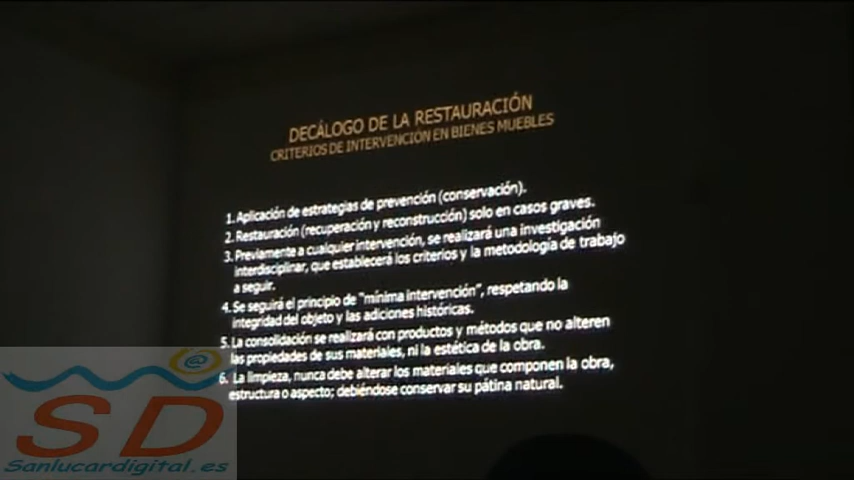 DECÁLOGO DE LA RESTAURACIÓN
CRITERIOS DE INTERVENCIÓN EN BIENES MUEBLES
1. Aplicación de estrategias de prevención (conservación).
2. Restauración (recuperación y reconstrucción) solo en casos graves.
3. Previamente a cualquier intervención, se realizará una investigación
interdisciplinar, que establecerá los criterios y la metodología de trabajo
a seguir.
4. Se seguirá el principio de "mínima intervención", respetando la
integridad del objeto y las adiciones históricas.
5. La consolidación se realizará con productos y métodos que no alteren
las propiedades de sus materiales, ni la estética de la obra.
6. La limpieza, nunca debe alterar los materiales que componen la obra,
estructura o aspecto; debiéndose conservar su pátina natural.
@
SD
Sanlucardigital.es